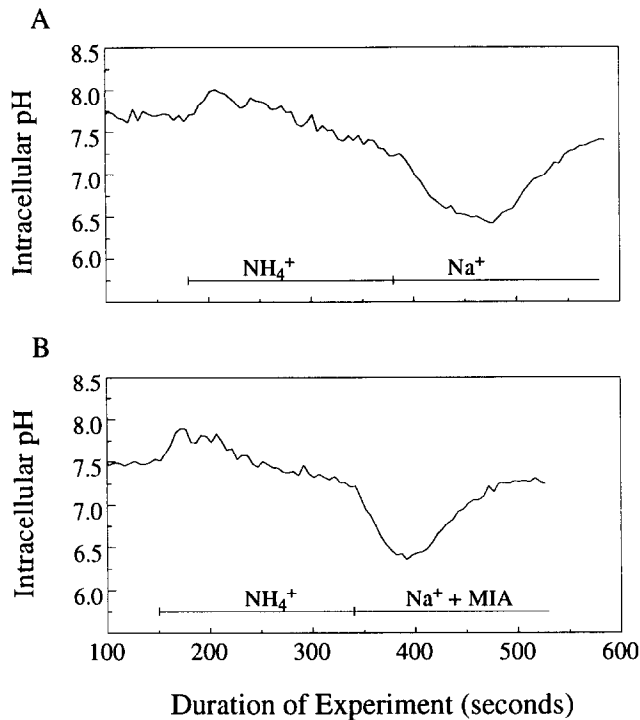 A
Intracellular pH
8.5
8.0
7.5
7.0
6.5
6.0
NH₄⁺
Na⁺
B
Intracellular pH
8.5
8.0
7.5
7.0
6.5
6.0
NH₄⁺
Na⁺ + MIA
100 200 300 400 500 600
Duration of Experiment (seconds)